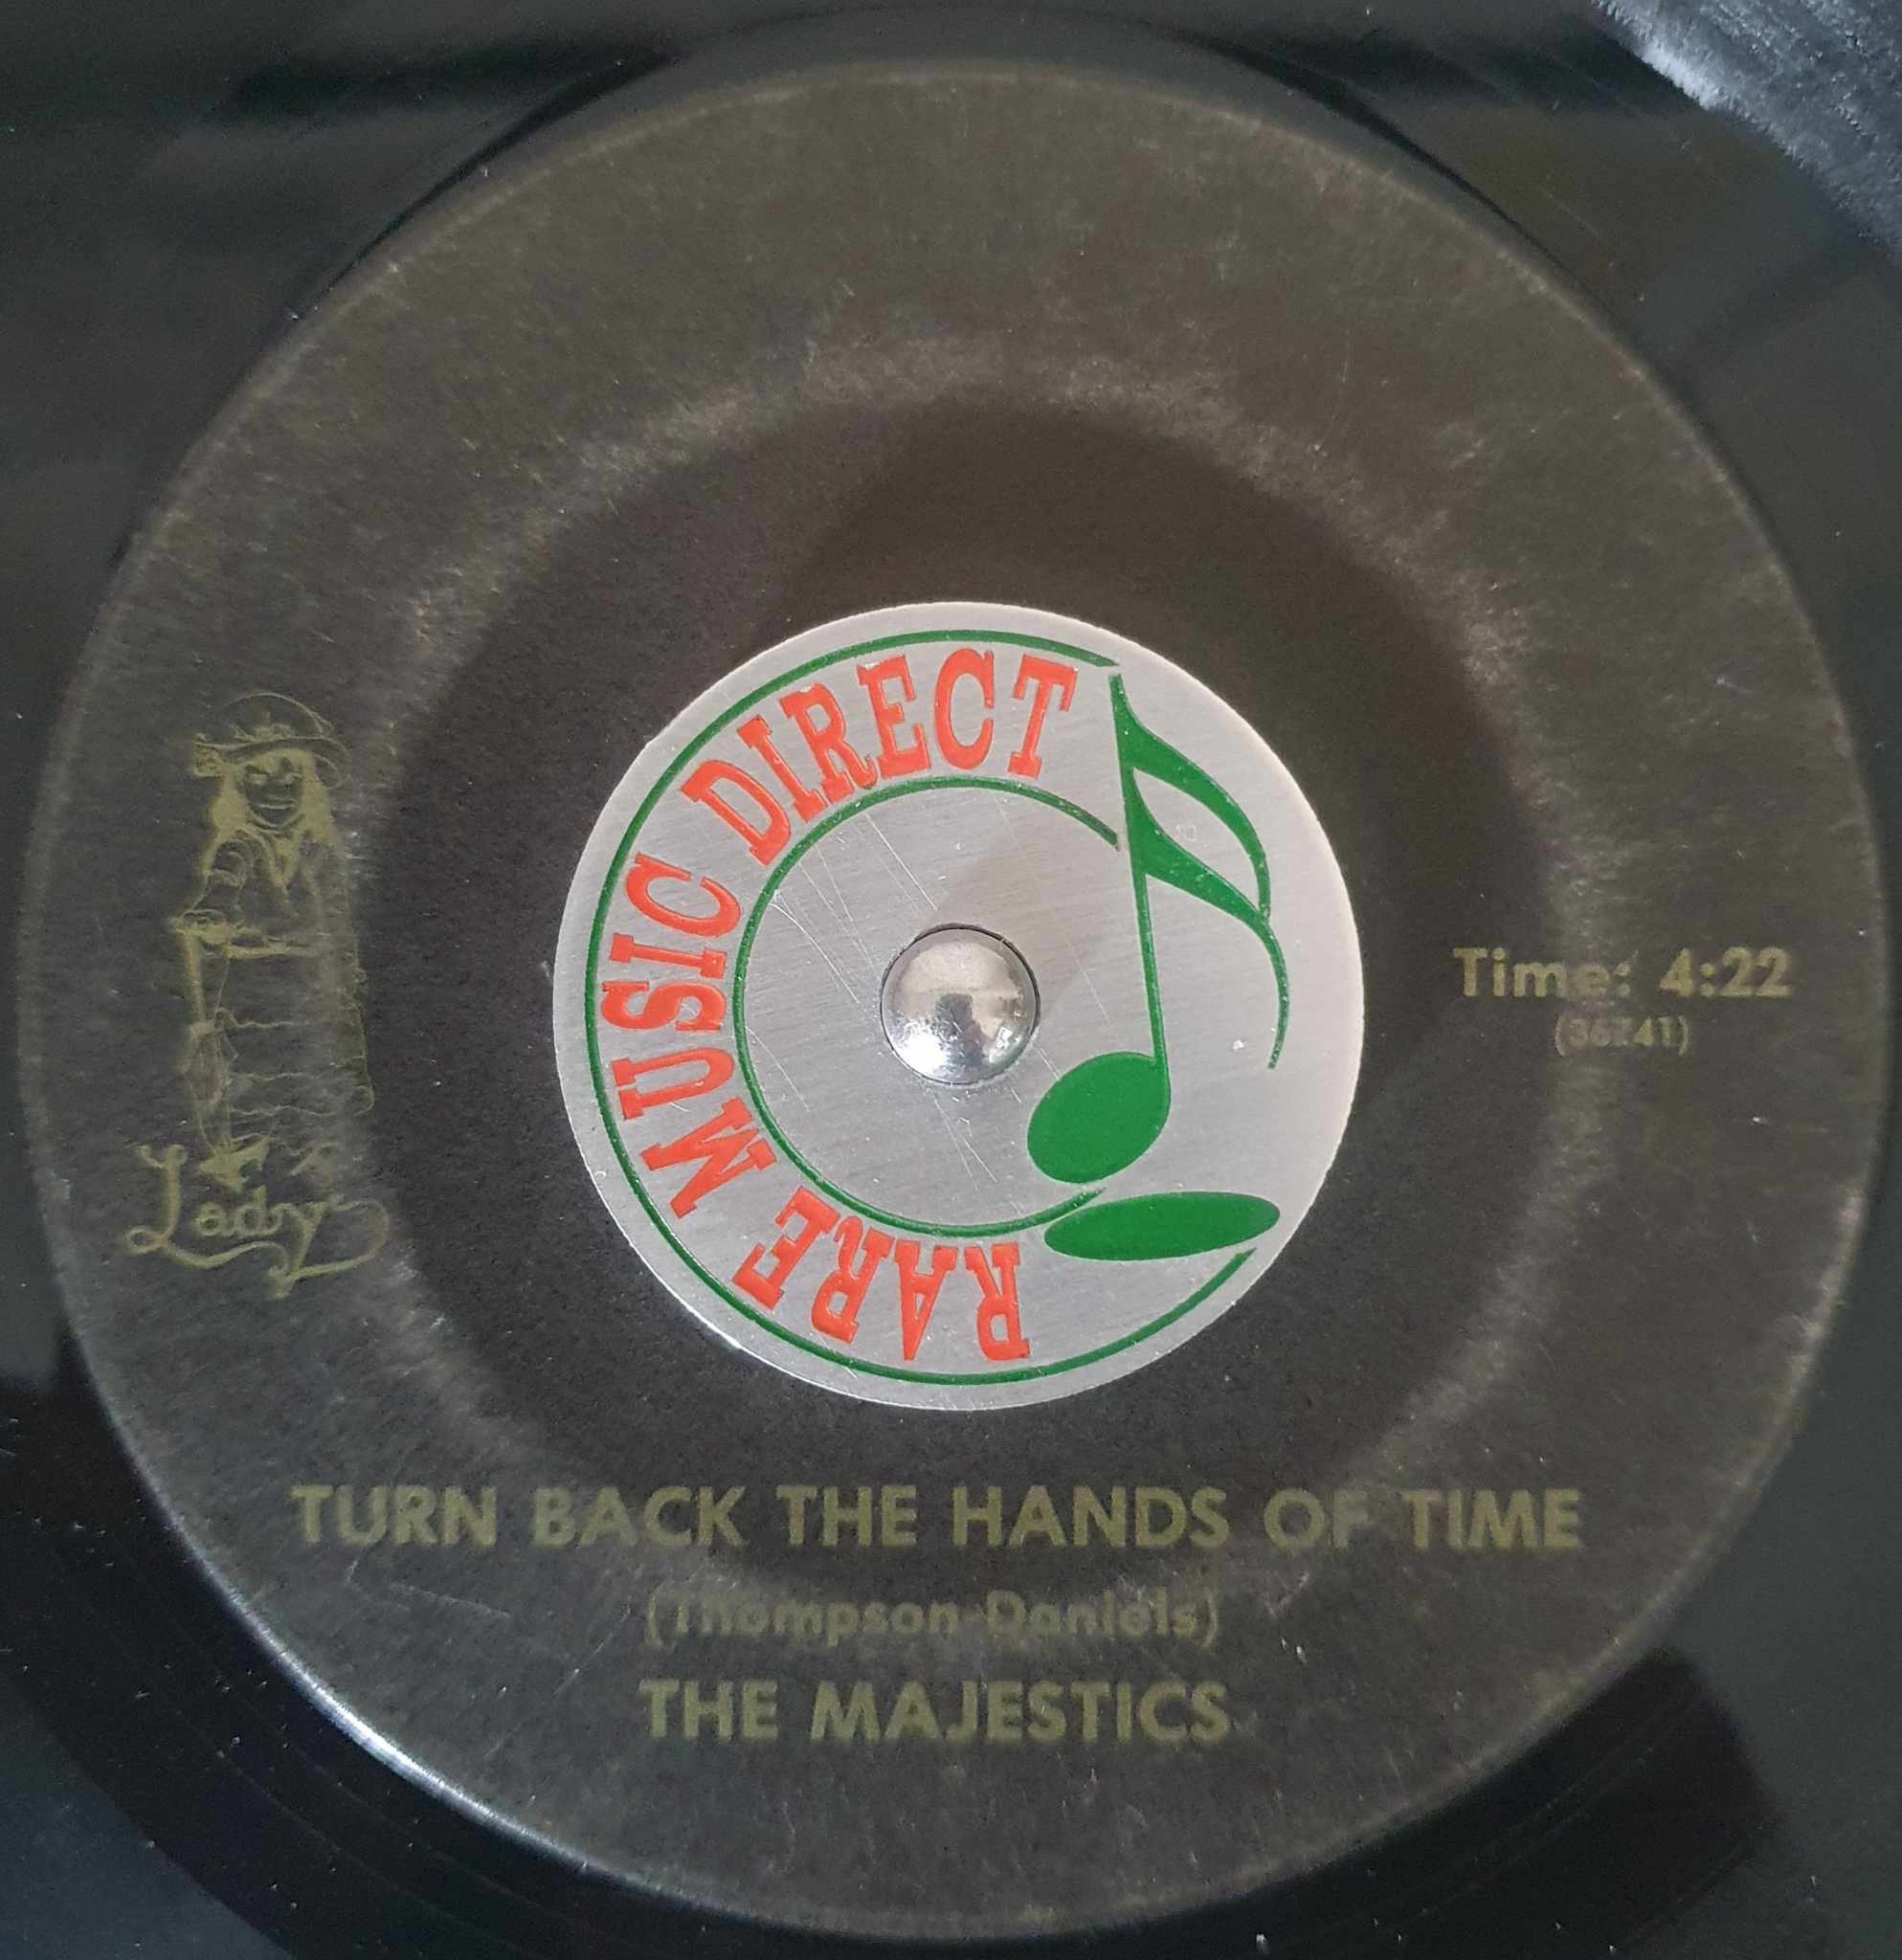 RARE MUSIC DIRECT
Lady
Time: 4:22
TURN BACK THE HANDS OF TIME
(Thompson-Daniels)
THE MAJESTICS